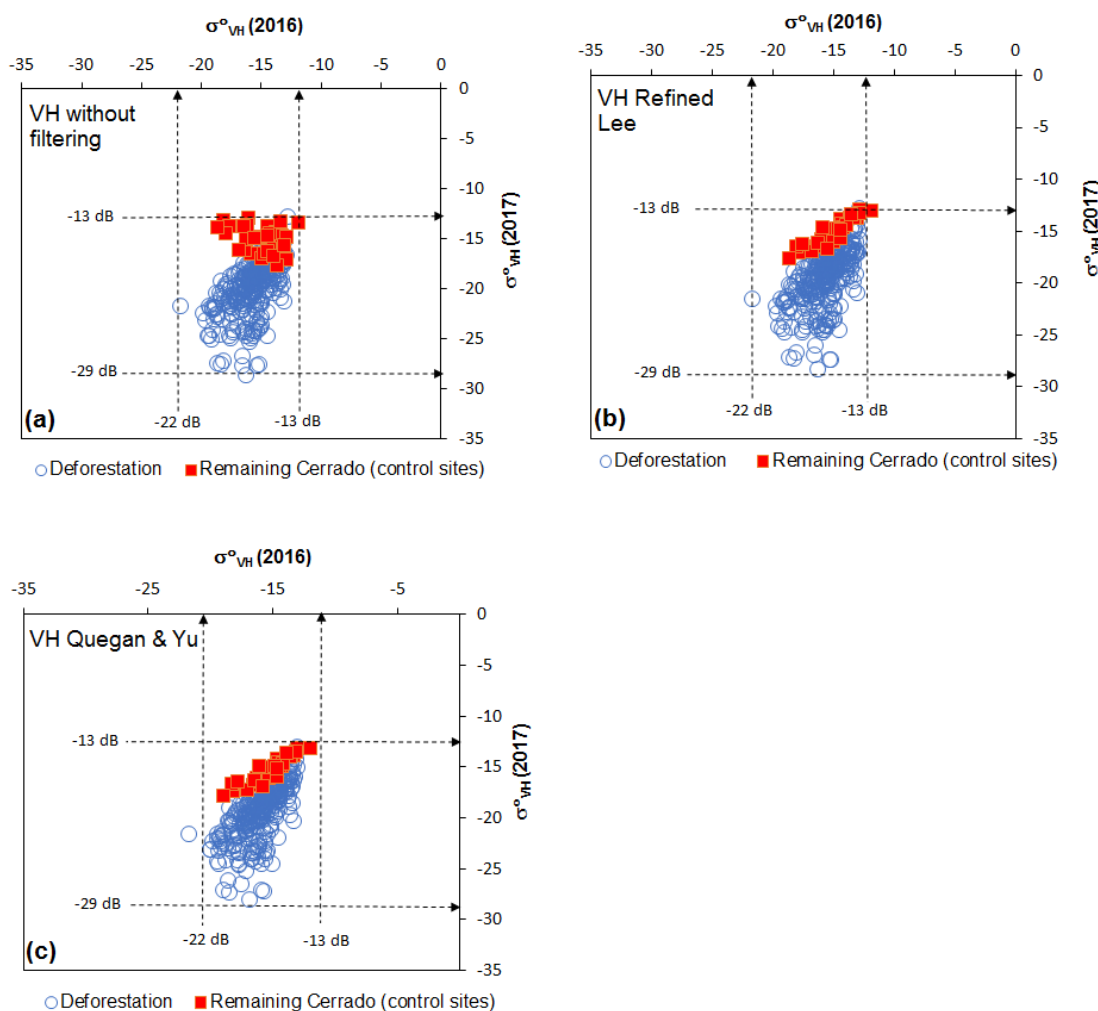 σ°VH (2016)
-35 -30 -25 -20 -15 -10 -5 0
0
-5
-10
-15
-20
-25
-30
-35
σ°VH (2017)
VH without
filtering
-13 dB
-29 dB
-22 dB
-13 dB
(a)
Deforestation Remaining Cerrado (control sites)
σ°VH (2016)
-35 -30 -25 -20 -15 -10 -5 0
0
-5
-10
-15
-20
-25
-30
-35
σ°VH (2017)
VH Refined
Lee
-13 dB
-29 dB
-22 dB
-13 dB
(b)
Deforestation Remaining Cerrado (control sites)
σ°VH (2016)
-35 -25 -15 -5
0
-5
-10
-15
-20
-25
-30
-35
σ°VH (2017)
VH Quegan & Yu
-13 dB
-29 dB
-22 dB
-13 dB
(c)
Deforestation Remaining Cerrado (control sites)